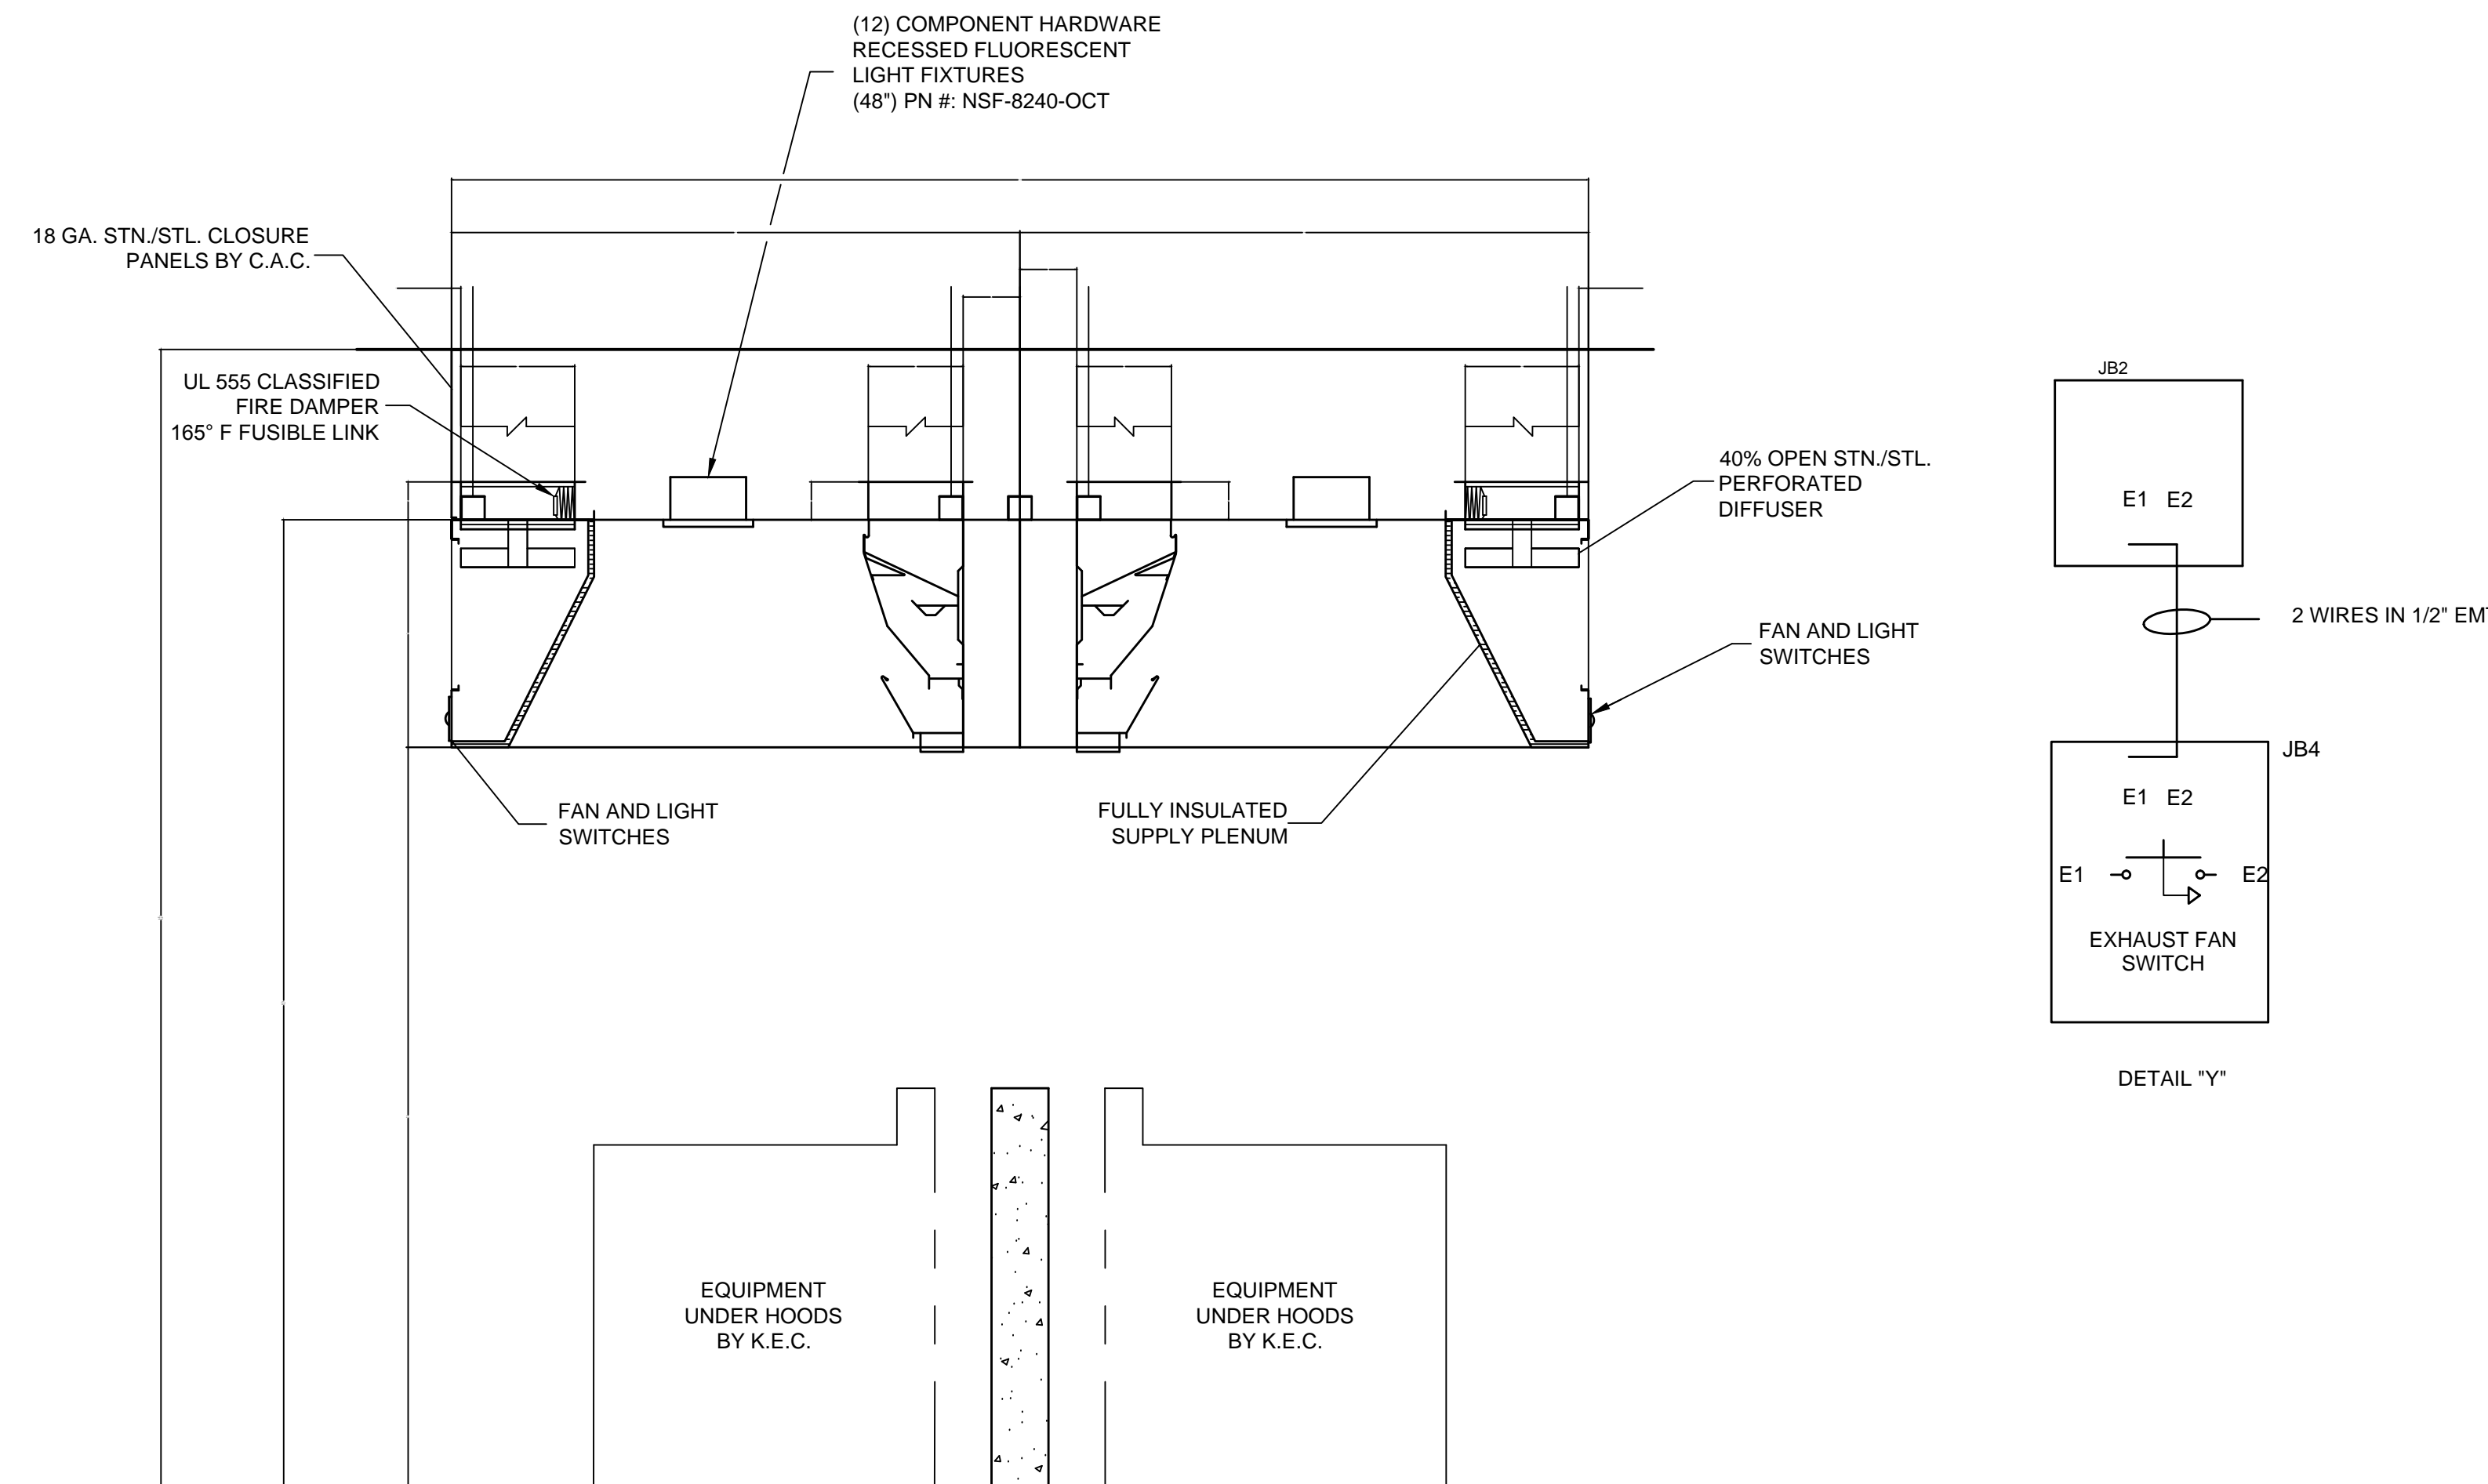 (12) COMPONENT HARDWARE
RECESSED FLUORESCENT
LIGHT FIXTURES
(48") PN #: NSF-8240-OCT
18 GA. STN./STL. CLOSURE
PANELS BY C.A.C.
UL 555 CLASSIFIED
FIRE DAMPER
165° F FUSIBLE LINK
40% OPEN STN./STL.
PERFORATED
DIFFUSER
FAN AND LIGHT
SWITCHES
FAN AND LIGHT
SWITCHES
FULLY INSULATED
SUPPLY PLENUM
EQUIPMENT
UNDER HOODS
BY K.E.C.
EQUIPMENT
UNDER HOODS
BY K.E.C.
JB2
E1 E2
2 WIRES IN 1/2" EMT
JB4
E1 E2
E1 E2
EXHAUST FAN
SWITCH
DETAIL "Y"